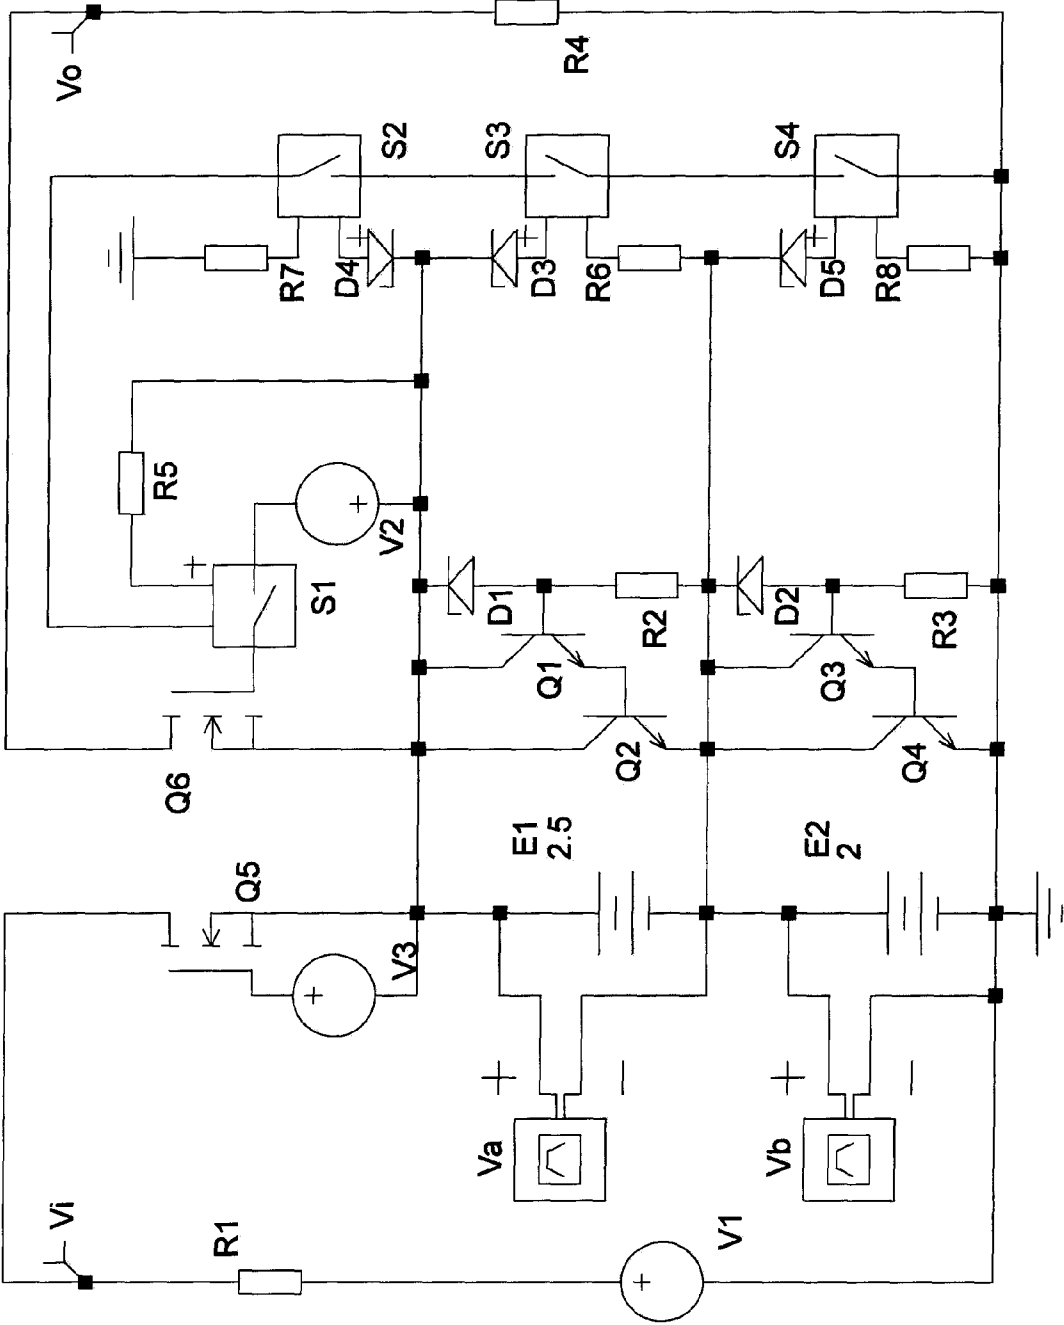 Vo
R4
S2
S3
S4
+
+
+
R7
D4
D3
R6
D5
R8
R5
+
+
V2
S1
D1
R2
D2
R3
Q1
Q3
Q6
Q2
Q4
E1
2.5
E2
2
Q5
V3
+
+
−
+
−
Va
Vb
Vi
R1
V1
+